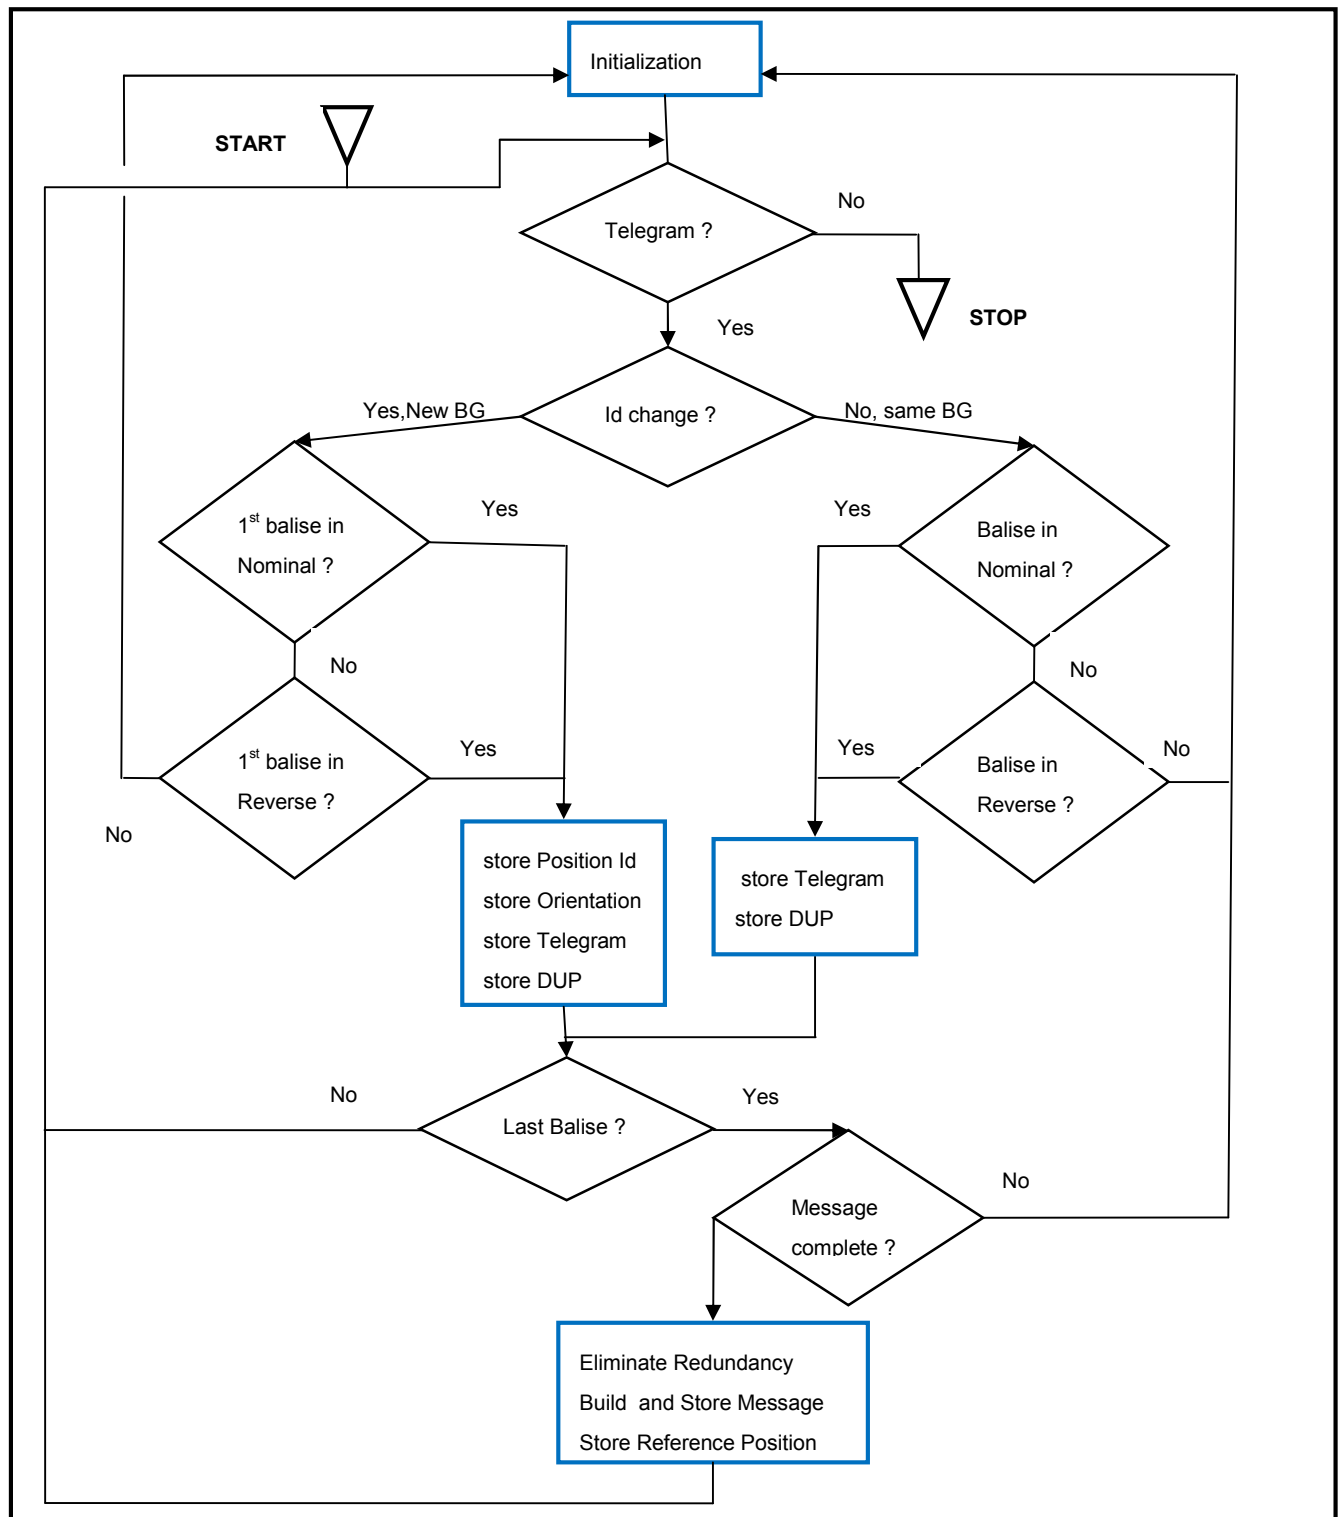 Initialization
START
No
Telegram ?
STOP
Yes
Yes,New BG
Id change ?
No, same BG
Yes
Yes
1st balise in
Nominal ?
Balise in
Nominal ?
No
No
Yes
Yes
No
1st balise in
Reverse ?
Balise in
Reverse ?
No
store Position Id
store Orientation
store Telegram
store DUP
store Telegram
store DUP
No
Yes
Last Balise ?
No
Message
complete ?
Eliminate Redundancy
Build and Store Message
Store Reference Position